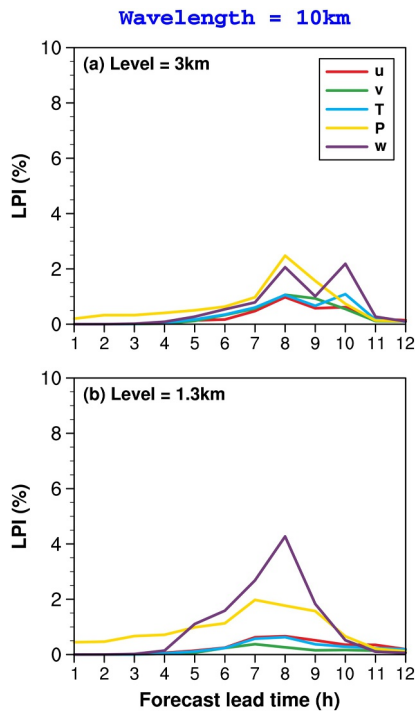 Wavelength = 10km
(a) Level = 3km
u
v
T
P
w
LPI (%)
10
8
6
4
2
0
1 2 3 4 5 6 7 8 9 10 11 12
(b) Level = 1.3km
LPI (%)
10
8
6
4
2
0
1 2 3 4 5 6 7 8 9 10 11 12
Forecast lead time (h)